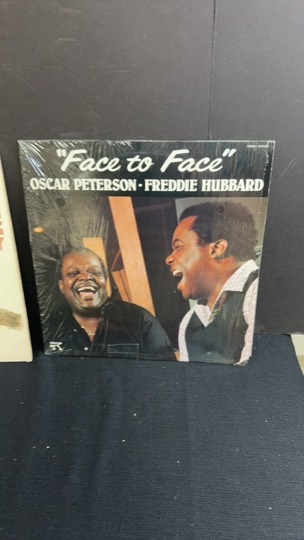 "Face to Face"
OSCAR PETERSON · FREDDIE HUBBARD